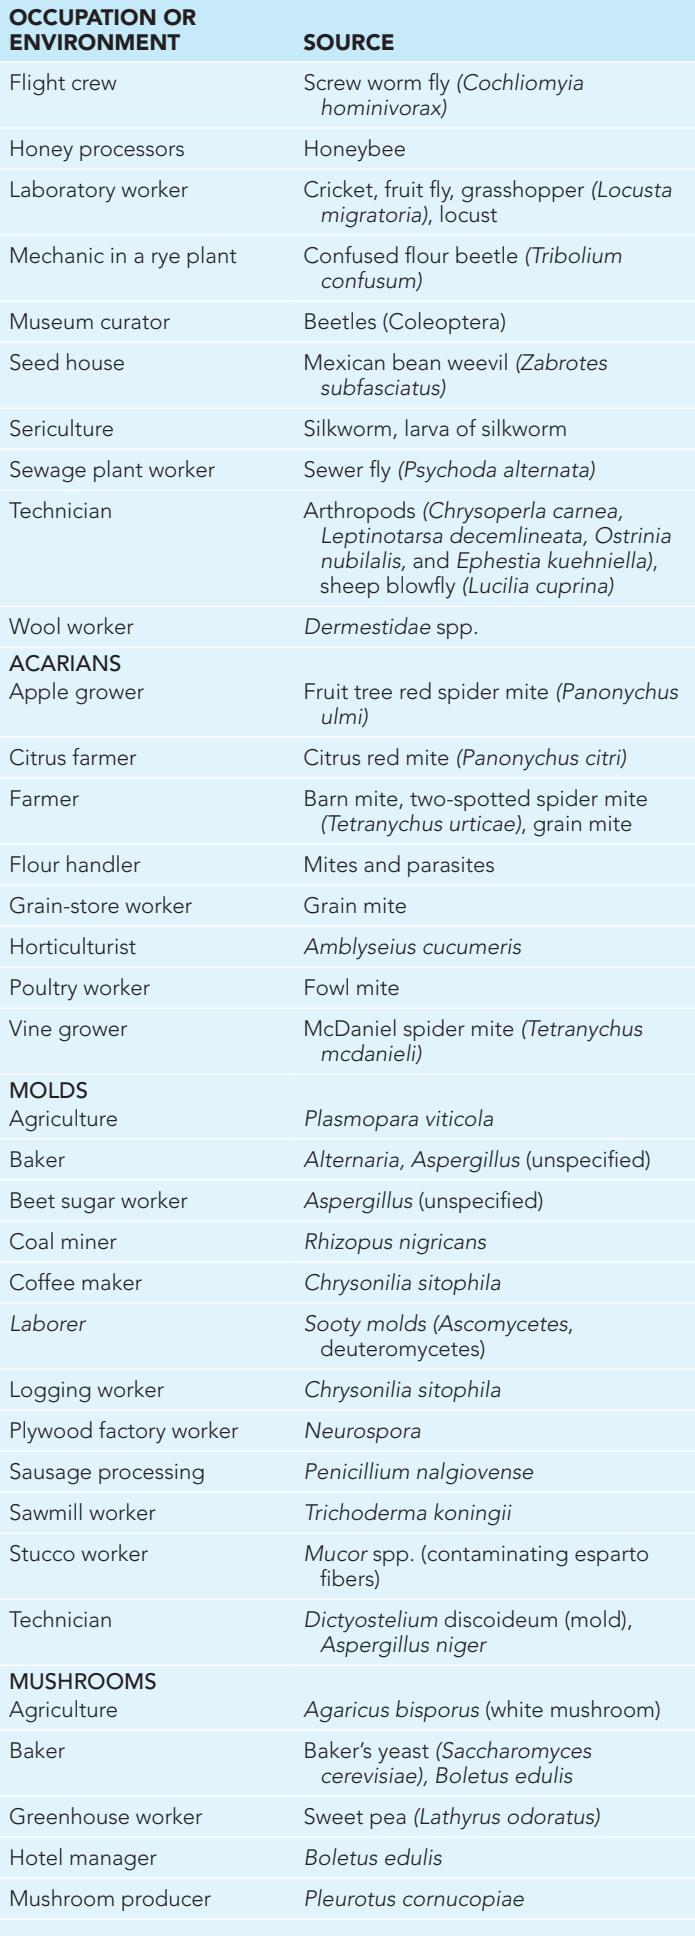 OCCUPATION OR
ENVIRONMENT SOURCE
Flight crew Screw worm fly (Cochliomyia
hominivorax)
Honey processors Honeybee
Laboratory worker Cricket, fruit fly, grasshopper (Locusta
migratoria), locust
Mechanic in a rye plant Confused flour beetle (Tribolium
confusum)
Museum curator Beetles (Coleoptera)
Seed house Mexican bean weevil (Zabrotes
subfasciatus)
Sericulture Silkworm, larva of silkworm
Sewage plant worker Sewer fly (Psychoda alternata)
Technician Arthropods (Chrysoperla carnea,
Leptinotarsa decemlineata, Ostrinia
nubilalis, and Ephestia kuehniella),
sheep blowfly (Lucilia cuprina)
Wool worker Dermestidae spp.
ACARIANS
Apple grower Fruit tree red spider mite (Panonychus
ulmi)
Citrus farmer Citrus red mite (Panonychus citri)
Farmer Barn mite, two-spotted spider mite
(Tetranychus urticae), grain mite
Flour handler Mites and parasites
Grain-store worker Grain mite
Horticulturist Amblyseius cucumeris
Poultry worker Fowl mite
Vine grower McDaniel spider mite (Tetranychus
mcdanieli)
MOLDS
Agriculture Plasmopara viticola
Baker Alternaria, Aspergillus (unspecified)
Beet sugar worker Aspergillus (unspecified)
Coal miner Rhizopus nigricans
Coffee maker Chrysonilia sitophila
Laborer Sooty molds (Ascomycetes,
deuteromycetes)
Logging worker Chrysonilia sitophila
Plywood factory worker Neurospora
Sausage processing Penicillium nalgiovense
Sawmill worker Trichoderma koningii
Stucco worker Mucor spp. (contaminating esparto
fibers)
Technician Dictyostelium discoideum (mold),
Aspergillus niger
MUSHROOMS
Agriculture Agaricus bisporus (white mushroom)
Baker Baker’s yeast (Saccharomyces
cerevisiae), Boletus edulis
Greenhouse worker Sweet pea (Lathyrus odoratus)
Hotel manager Boletus edulis
Mushroom producer Pleurotus cornucopiae